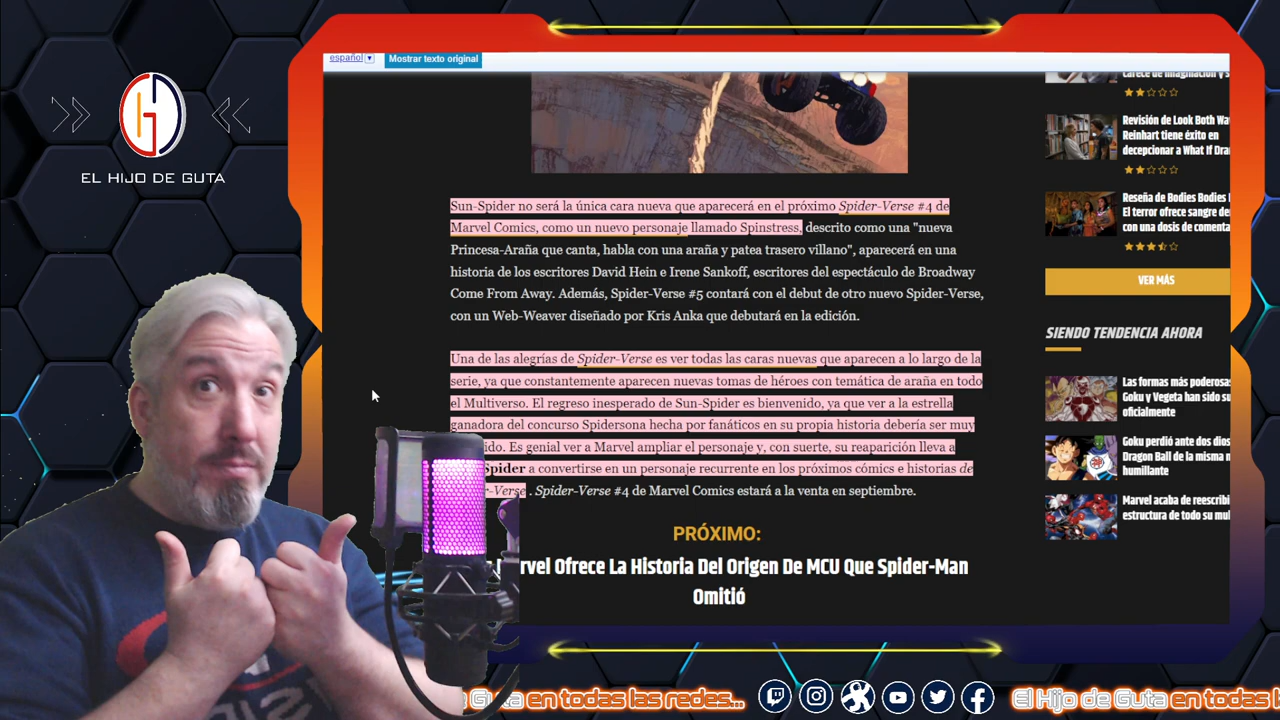 español
Mostrar texto original
EL HIJO DE GUTA
Sun-Spider no será la única cara nueva que aparecerá en el próximo Spider-Verse #4 de
Marvel Comics, como un nuevo personaje llamado Spinstress, descrito como una "nueva
Princesa-Araña que canta, habla con una araña y patea trasero villano", aparecerá en una
historia de los escritores David Hein e Irene Sankoff, escritores del espectáculo de Broadway
Come From Away. Además, Spider-Verse #5 contará con el debut de otro nuevo Spider-Verse,
con un Web-Weaver diseñado por Kris Anka que debutará en la edición.
Una de las alegrías de Spider-Verse es ver todas las caras nuevas que aparecen a lo largo de la
serie, ya que constantemente aparecen nuevas tomas de héroes con temática de araña en todo
el Multiverso. El regreso inesperado de Sun-Spider es bienvenido, ya que ver a la estrella
ganadora del concurso Spidersona hecha por fanáticos en su propia historia debería ser muy
ido. Es genial ver a Marvel ampliar el personaje y, con suerte, su reaparición lleva a
Spider a convertirse en un personaje recurrente en los próximos cómics e historias de
r-Verse . Spider-Verse #4 de Marvel Comics estará a la venta en septiembre.
PRÓXIMO:
Marvel Ofrece La Historia Del Origen De MCU Que Spider-Man
Omitió
carece de imaginación y s
Revisión de Look Both Wa
Reinhart tiene éxito en
decepcionar a What If Dra
Reseña de Bodies Bodies
El terror ofrece sangre de
con una dosis de comenta
VER MÁS
SIENDO TENDENCIA AHORA
Las formas más poderosa
Goku y Vegeta han sido su
oficialmente
Goku perdió ante dos dios
Dragon Ball de la misma m
humillante
Marvel acaba de reescribi
estructura de todo su mul
Guta en todas las redes...
El Hijo de Guta en todas l